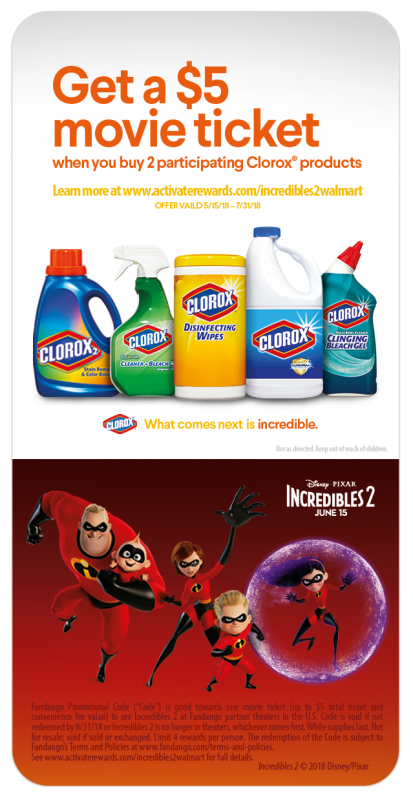 Get a $5
movie ticket
when you buy 2 participating Clorox® products
Learn more at www.activaterewards.com/incredibles2walmart
OFFER VAILD 5/15/18 – 7/31/18
CLOROX2
Stain Remover
& Color
CLOROX
CLEANER + BLEACH
CLOROX
DISINFECTING
WIPES
CLOROX
CLOROX
CLINGING
BLEACH GEL
CLOROX What comes next is incredible.
Use as directed. Keep out of reach of children.
Disney · PIXAR
INCREDIBLES 2
JUNE 15
Fandango Promotional Code ("Code") is good towards one movie ticket (up to $5 total ticket and
convenience fee value) to see Incredibles 2 at Fandango partner theaters in the U.S. Code is void if not
redeemed by 8/31/18 or Incredibles 2 is no longer in theaters, whichever comes first. While supplies last. Not
for resale; void if sold or exchanged. Limit 4 rewards per person. The redemption of the Code is subject to
Fandango's Terms and Policies at www.fandango.com/terms-and-policies.
See www.activaterewards.com/incredibles2walmart for full details.
Incredibles 2 © 2018 Disney/Pixar